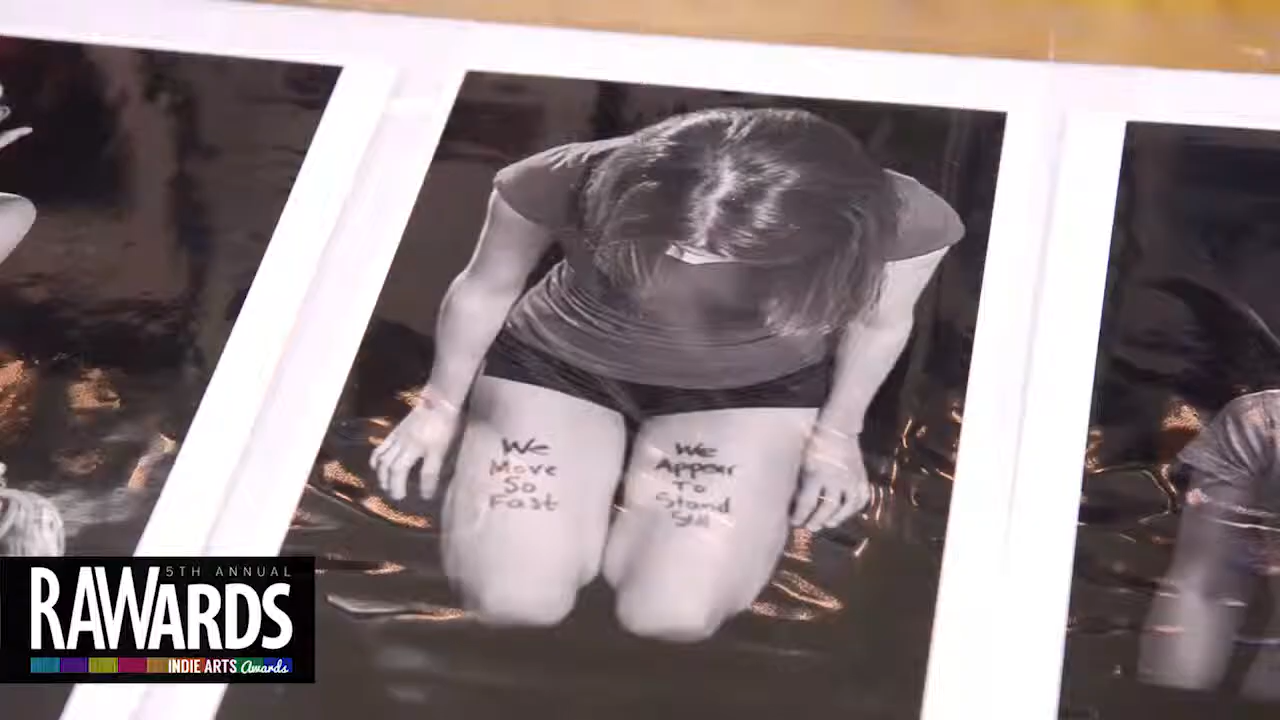 We
Move
So
Fast
We
Appear
To
Stand
Still
5TH ANNUAL
RAWARDS
INDIE ARTS Awards